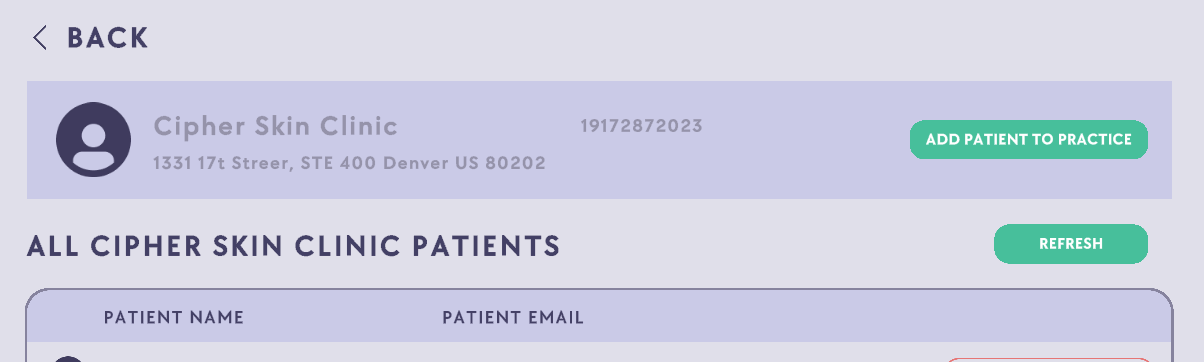 BACK
Cipher Skin Clinic
19172872023
1331 17t Streer, STE 400 Denver US 80202
ADD PATIENT TO PRACTICE
ALL CIPHER SKIN CLINIC PATIENTS
REFRESH
PATIENT NAME
PATIENT EMAIL